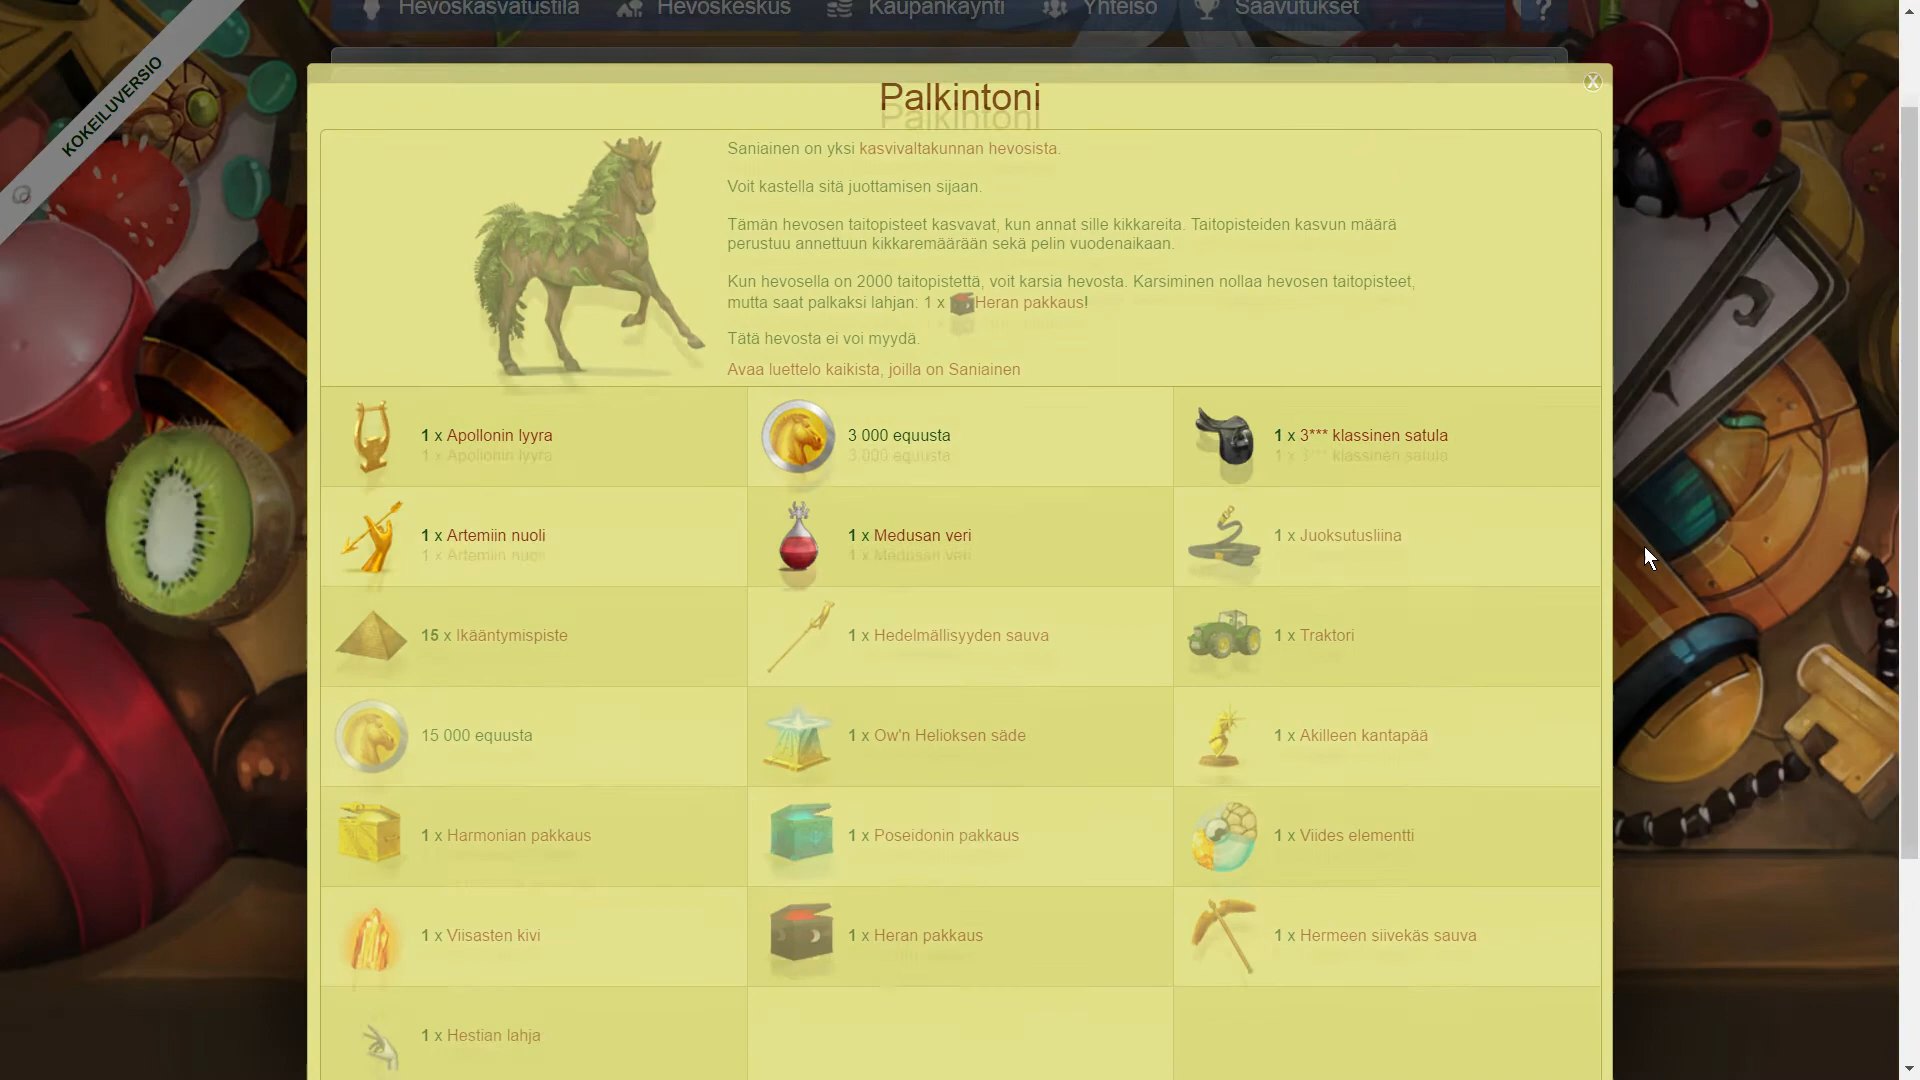 Hevoskasvatustila
Hevoskeskus
Kaupankäynti
Yhteisö
Saavutukset
?
KOKEILUVERSIO
X
Palkintoni
Saniainen on yksi kasvivaltakunnan hevosista.
Voit kastella sitä juottamisen sijaan.
Tämän hevosen taitopisteet kasvavat, kun annat sille kikkareita. Taitopisteiden kasvun määrä
perustuu annettuun kikkaremäärään sekä pelin vuodenaikaan.
Kun hevosella on 2000 taitopistettä, voit karsia hevosta. Karsiminen nollaa hevosen taitopisteet,
mutta saat palkaksi lahjan: 1 x Heran pakkaus!
Tätä hevosta ei voi myydä.
Avaa luettelo kaikista, joilla on Saniainen
1 x Apollonin lyyra
3 000 equusta
1 x 3*** klassinen satula
1 x Artemiin nuoli
1 x Medusan veri
1 x Juoksutusliina
15 x Ikääntymispiste
1 x Hedelmällisyyden sauva
1 x Traktori
15 000 equusta
1 x Ow'n Helioksen säde
1 x Akilleen kantapää
1 x Harmonian pakkaus
1 x Poseidonin pakkaus
1 x Viides elementti
1 x Viisasten kivi
1 x Heran pakkaus
1 x Hermeen siivekäs sauva
1 x Hestian lahja